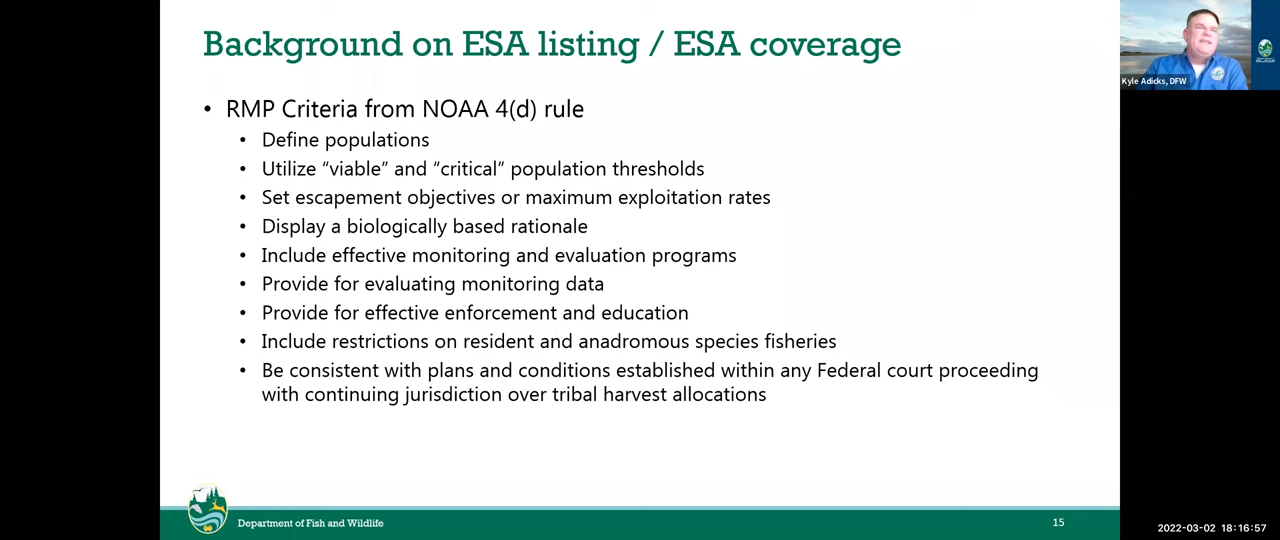 Background on ESA listing / ESA coverage
• RMP Criteria from NOAA 4(d) rule
• Define populations
• Utilize “viable” and “critical” population thresholds
• Set escapement objectives or maximum exploitation rates
• Display a biologically based rationale
• Include effective monitoring and evaluation programs
• Provide for evaluating monitoring data
• Provide for effective enforcement and education
• Include restrictions on resident and anadromous species fisheries
• Be consistent with plans and conditions established within any Federal court proceeding
with continuing jurisdiction over tribal harvest allocations
Department of Fish and Wildlife
15
Kyle Adicks, DFW
2022-03-02 18:16:57